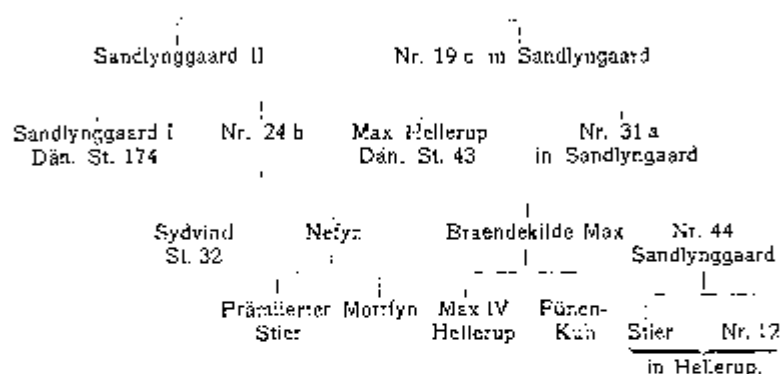 Sandlynggaard II Nr. 19 c in Sandlyngaard
Sandlynggaard I Nr. 24 b Max Hellerup Nr. 31 a
Dän. St. 174 Dän. St. 43 in Sandlyngaard
Sydvind Nefyn Braendekilde Max Nr. 44
St. 32 Sandlynggaard
Prämiierter Morrfyn Max IV Fünen- Stier Nr. 12
Stier Hellerup Kuh
in Hellerup.